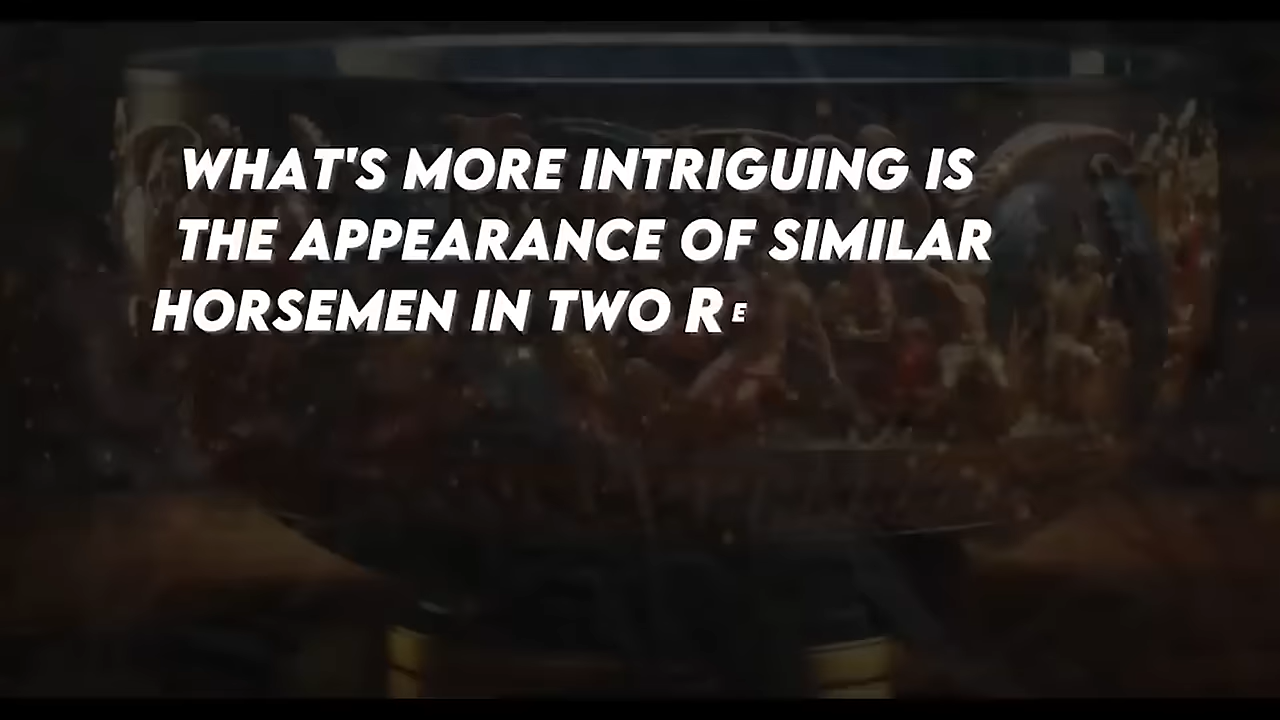 WHAT'S MORE INTRIGUING IS
THE APPEARANCE OF SIMILAR
HORSEMEN IN TWO RE